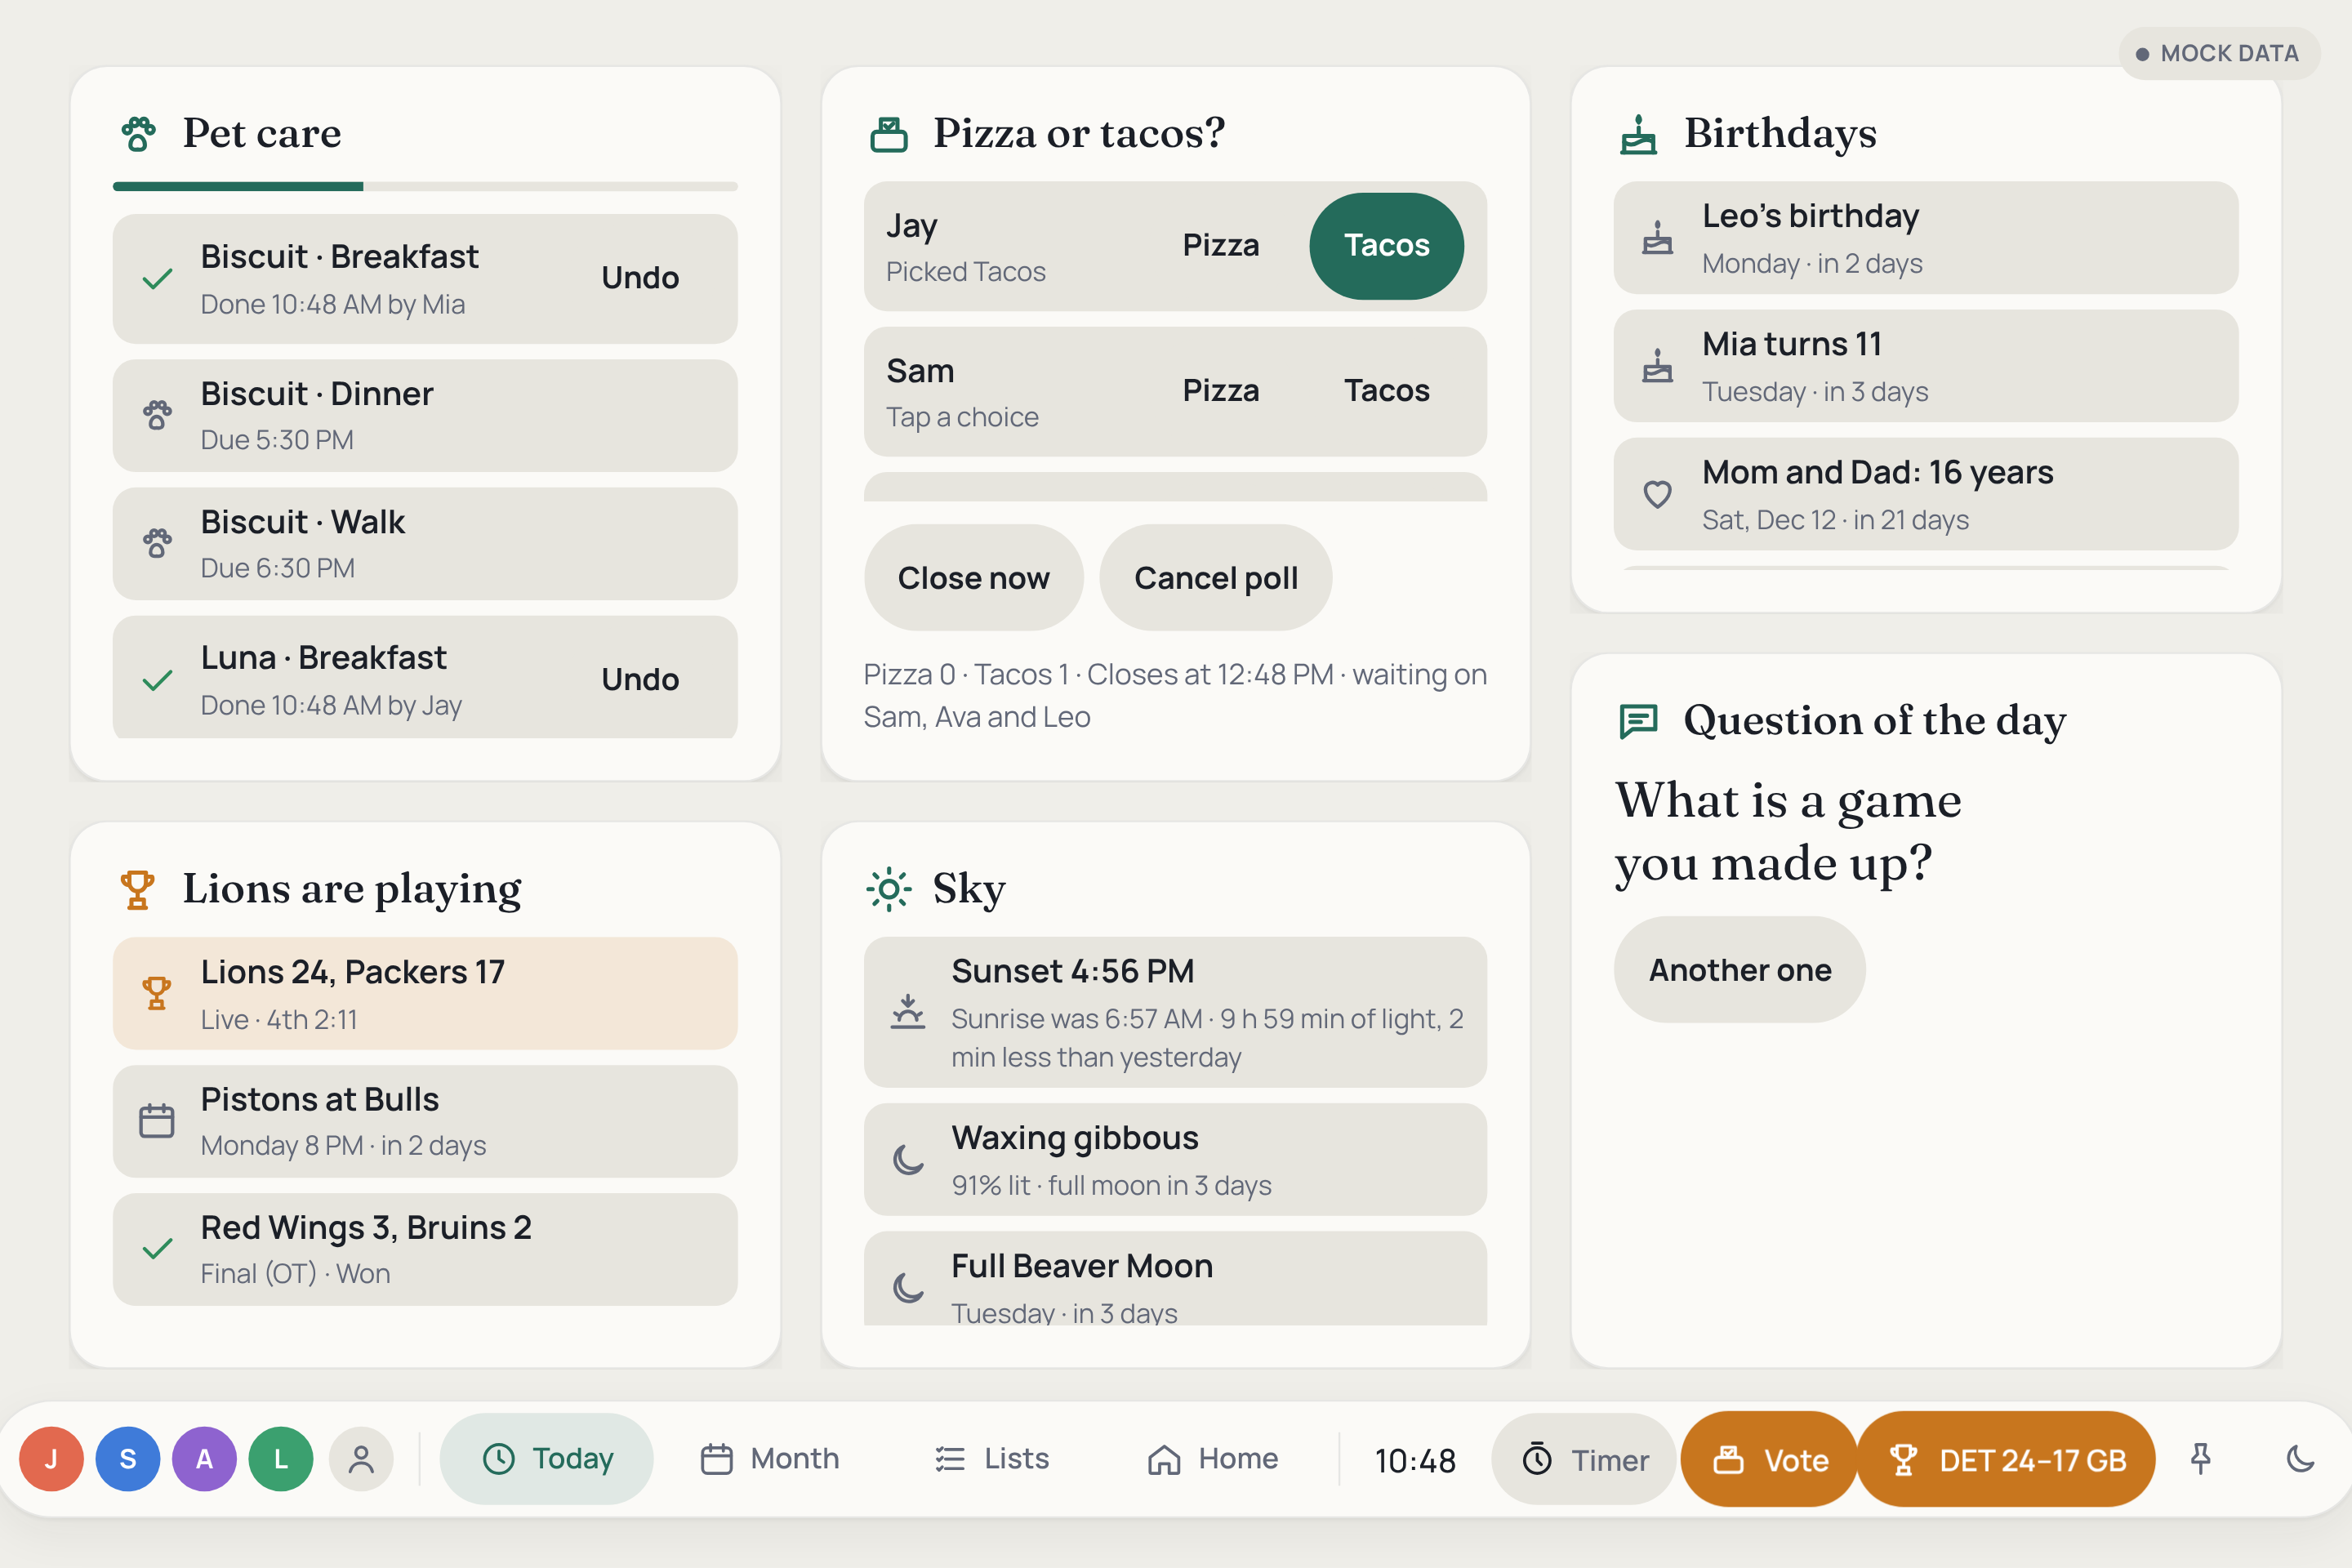 MOCK DATA
Pet care
Biscuit · Breakfast
Done 10:48 AM by Mia
Undo
Biscuit · Dinner
Due 5:30 PM
Biscuit · Walk
Due 6:30 PM
Luna · Breakfast
Done 10:48 AM by Jay
Undo
Pizza or tacos?
Jay
Picked Tacos
Pizza
Tacos
Sam
Tap a choice
Pizza
Tacos
Close now
Cancel poll
Pizza 0 · Tacos 1 · Closes at 12:48 PM · waiting on
Sam, Ava and Leo
Birthdays
Leo’s birthday
Monday · in 2 days
Mia turns 11
Tuesday · in 3 days
Mom and Dad: 16 years
Sat, Dec 12 · in 21 days
Question of the day
What is a game
you made up?
Another one
Lions are playing
Lions 24, Packers 17
Live · 4th 2:11
Pistons at Bulls
Monday 8 PM · in 2 days
Red Wings 3, Bruins 2
Final (OT) · Won
Sky
Sunset 4:56 PM
Sunrise was 6:57 AM · 9 h 59 min of light, 2
min less than yesterday
Waxing gibbous
91% lit · full moon in 3 days
Full Beaver Moon
Tuesday · in 3 days
J
S
A
L
Today
Month
Lists
Home
10:48
Timer
Vote
DET 24–17 GB